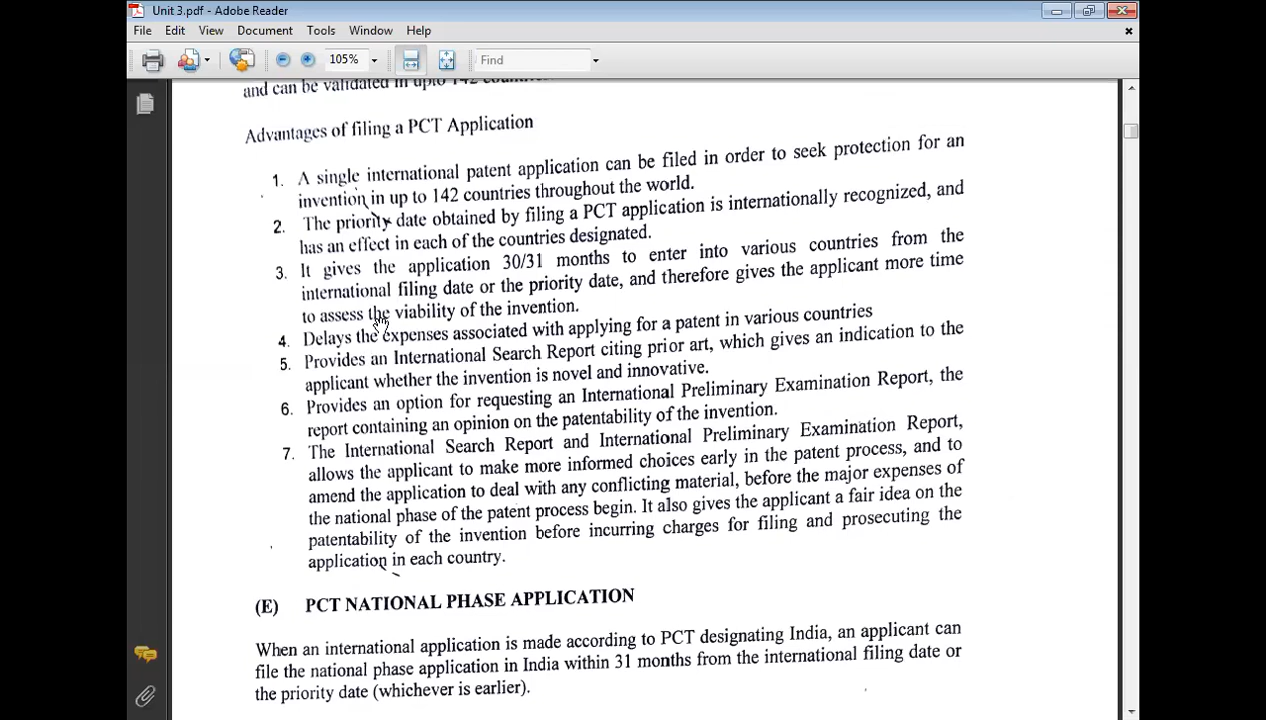 Unit 3.pdf - Adobe Reader
File Edit View Document Tools Window Help
105% Find
and can be validated in upto 142
Advantages of filing a PCT Application
1. A single international patent application can be filed in order to seek protection for an
invention in up to 142 countries throughout the world.
2. The priority date obtained by filing a PCT application is internationally recognized, and
has an effect in each of the countries designated.
3. It gives the application 30/31 months to enter into various countries from the
international filing date or the priority date, and therefore gives the applicant more time
to assess the viability of the invention.
4. Delays the expenses associated with applying for a patent in various countries
5. Provides an International Search Report citing prior art, which gives an indication to the
applicant whether the invention is novel and innovative.
6. Provides an option for requesting an International Preliminary Examination Report, the
report containing an opinion on the patentability of the invention.
7. The International Search Report and International Preliminary Examination Report,
allows the applicant to make more informed choices early in the patent process, and to
amend the application to deal with any conflicting material, before the major expenses of
the national phase of the patent process begin. It also gives the applicant a fair idea on the
patentability of the invention before incurring charges for filing and prosecuting the
application in each country.
(E) PCT NATIONAL PHASE APPLICATION
When an international application is made according to PCT designating India, an applicant can
file the national phase application in India within 31 months from the international filing date or
the priority date (whichever is earlier).